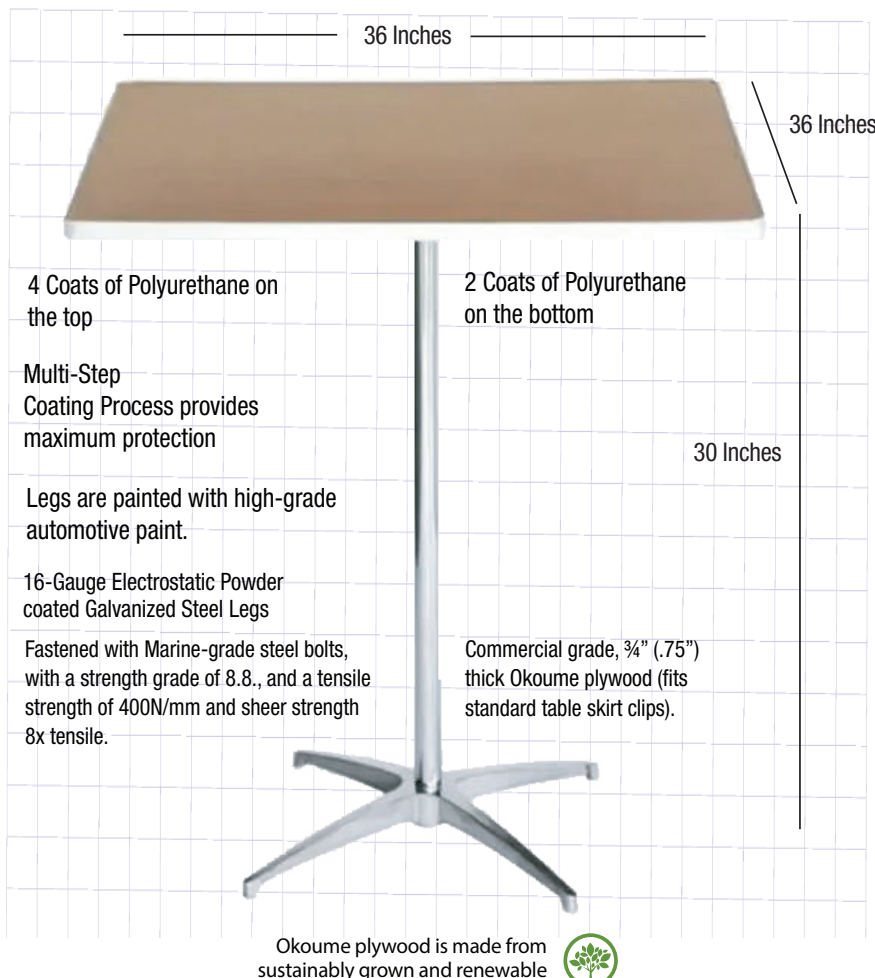 36 Inches
36 Inches
4 Coats of Polyurethane on
the top
2 Coats of Polyurethane
on the bottom
Multi-Step
Coating Process provides
maximum protection
30 Inches
Legs are painted with high-grade
automotive paint.
16-Gauge Electrostatic Powder
coated Galvanized Steel Legs
Fastened with Marine-grade steel bolts,
with a strength grade of 8.8., and a tensile
strength of 400N/mm and sheer strength
8x tensile.
Commercial grade, ¾” (.75”)
thick Okoume plywood (fits
standard table skirt clips).
Okoume plywood is made from
sustainably grown and renewable